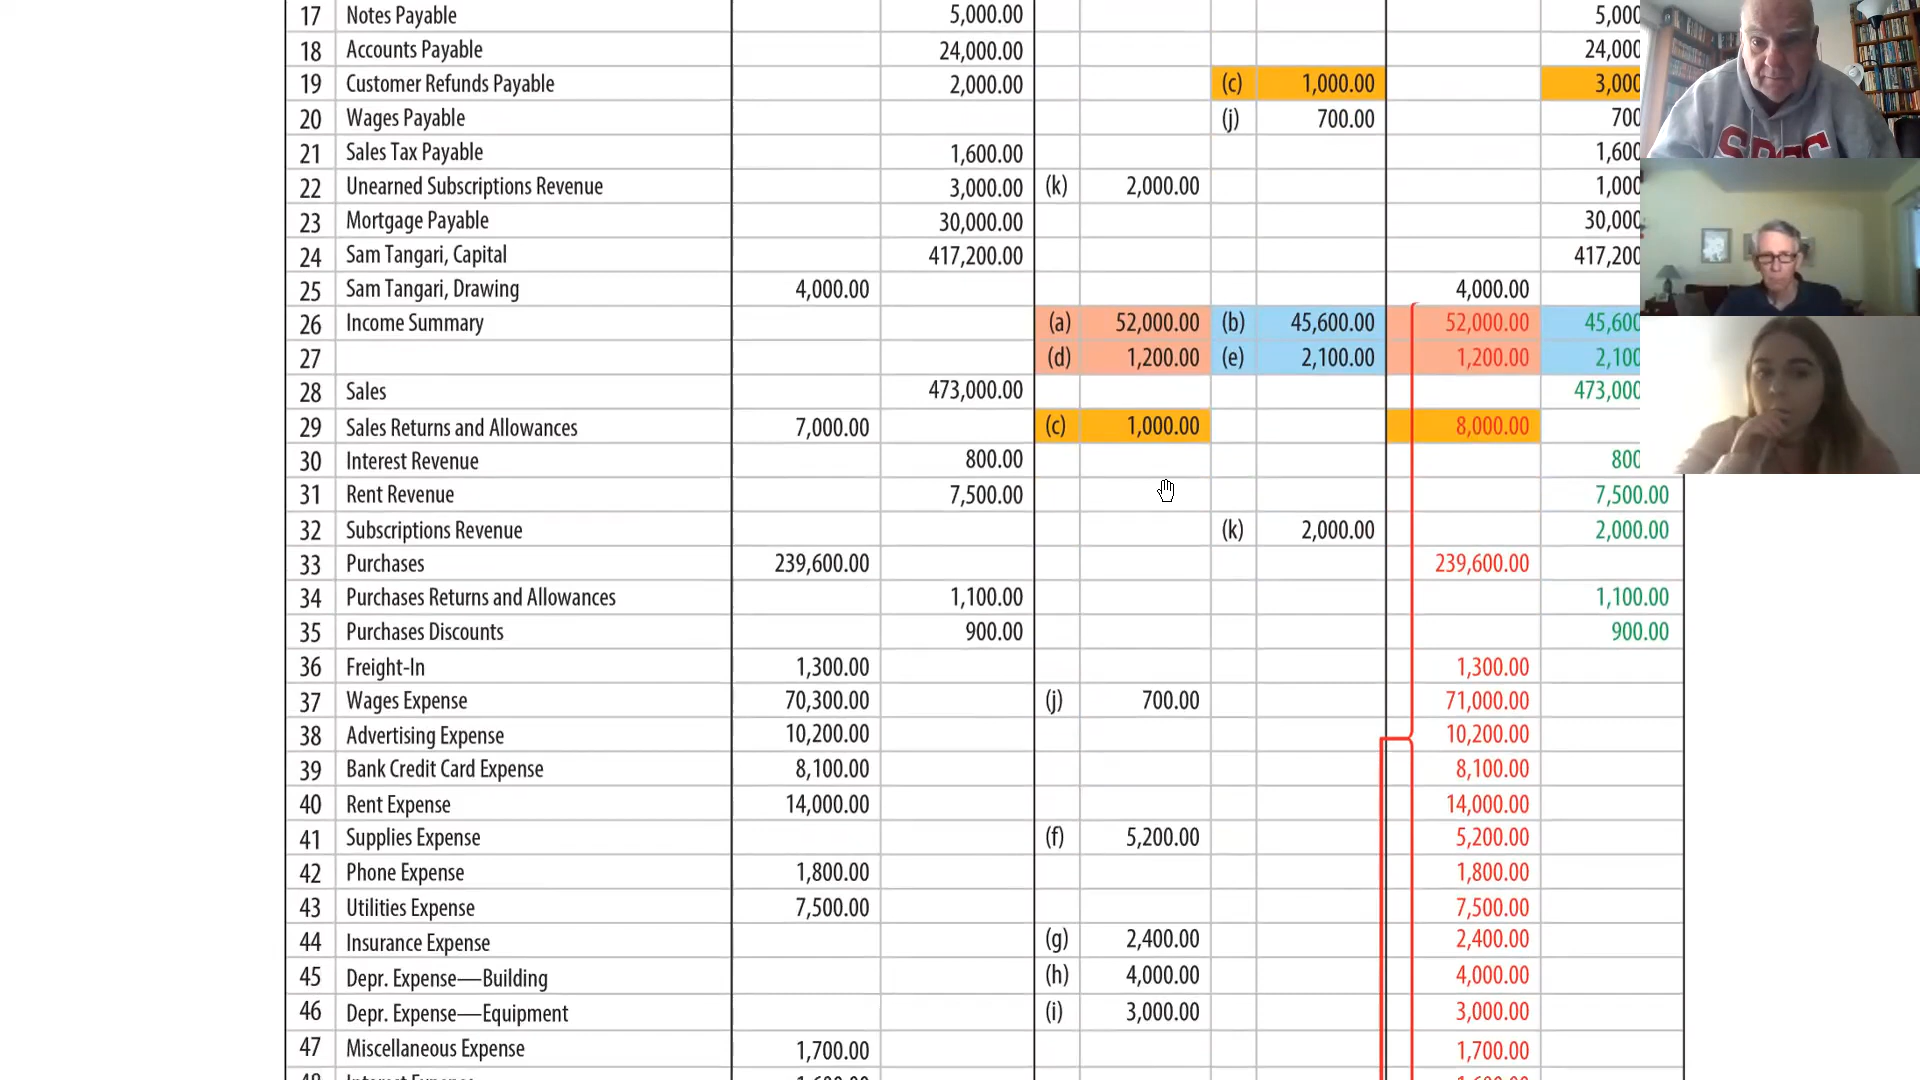 17 Notes Payable 5,000.00 5,000
18 Accounts Payable 24,000.00 24,000
19 Customer Refunds Payable 2,000.00 (c) 1,000.00 3,000
20 Wages Payable (j) 700.00 700
21 Sales Tax Payable 1,600.00 1,600
22 Unearned Subscriptions Revenue 3,000.00 (k) 2,000.00 1,000
23 Mortgage Payable 30,000.00 30,000
24 Sam Tangari, Capital 417,200.00 417,200
25 Sam Tangari, Drawing 4,000.00 4,000.00
26 Income Summary (a) 52,000.00 (b) 45,600.00 52,000.00 45,600
27 (d) 1,200.00 (e) 2,100.00 1,200.00 2,100
28 Sales 473,000.00 473,000
29 Sales Returns and Allowances 7,000.00 (c) 1,000.00 8,000.00
30 Interest Revenue 800.00 800
31 Rent Revenue 7,500.00 7,500.00
32 Subscriptions Revenue (k) 2,000.00 2,000.00
33 Purchases 239,600.00 239,600.00
34 Purchases Returns and Allowances 1,100.00 1,100.00
35 Purchases Discounts 900.00 900.00
36 Freight-In 1,300.00 1,300.00
37 Wages Expense 70,300.00 (j) 700.00 71,000.00
38 Advertising Expense 10,200.00 10,200.00
39 Bank Credit Card Expense 8,100.00 8,100.00
40 Rent Expense 14,000.00 14,000.00
41 Supplies Expense (f) 5,200.00 5,200.00
42 Phone Expense 1,800.00 1,800.00
43 Utilities Expense 7,500.00 7,500.00
44 Insurance Expense (g) 2,400.00 2,400.00
45 Depr. Expense—Building (h) 4,000.00 4,000.00
46 Depr. Expense—Equipment (i) 3,000.00 3,000.00
47 Miscellaneous Expense 1,700.00 1,700.00